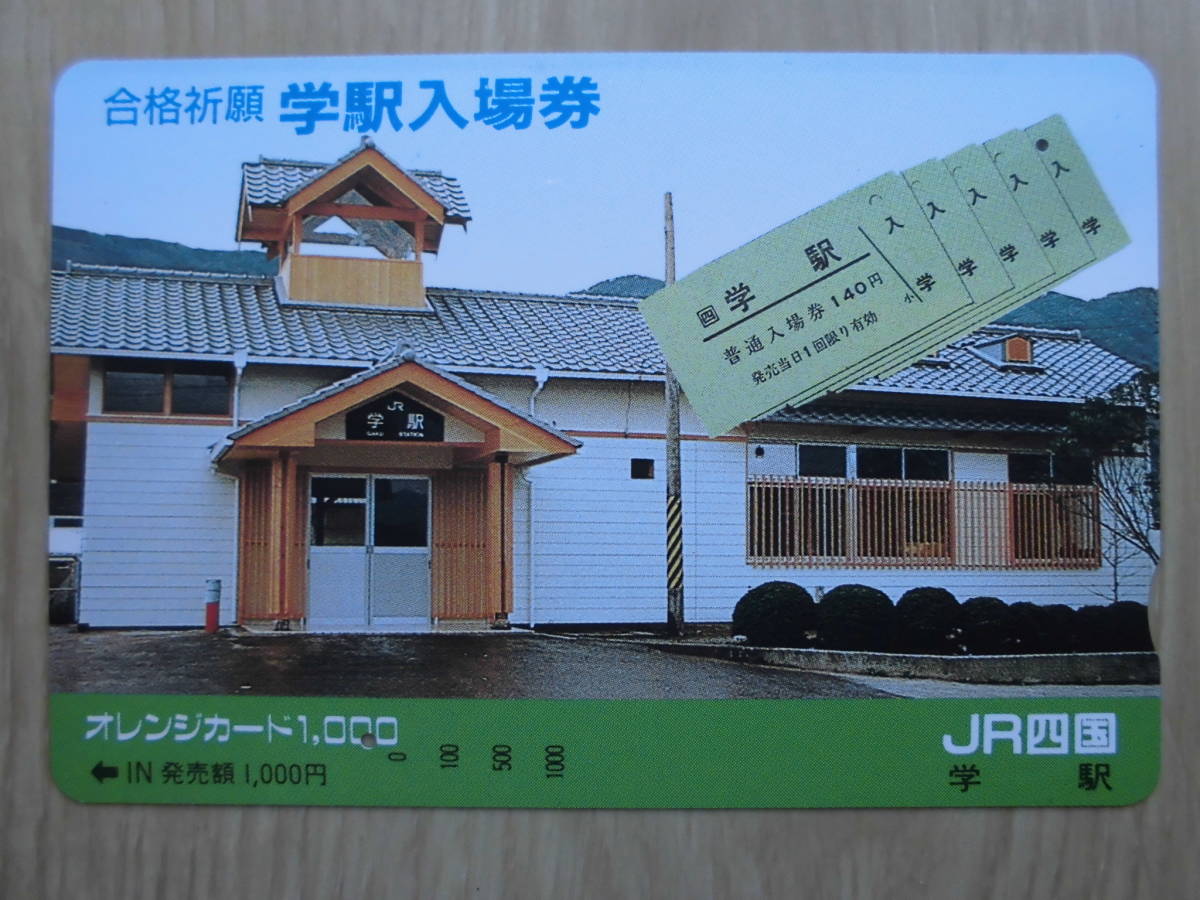 合格祈願 学駅入場券
入 学
入 学
入 学
入 学
入 学
小
四 学 駅
普通入場券140円
発売当日1回限り有効
JR
学 駅
GAKU STATION
オレンジカード1,000
0 100 500 1000
← IN 発売額1,000円
JR四国
学 駅